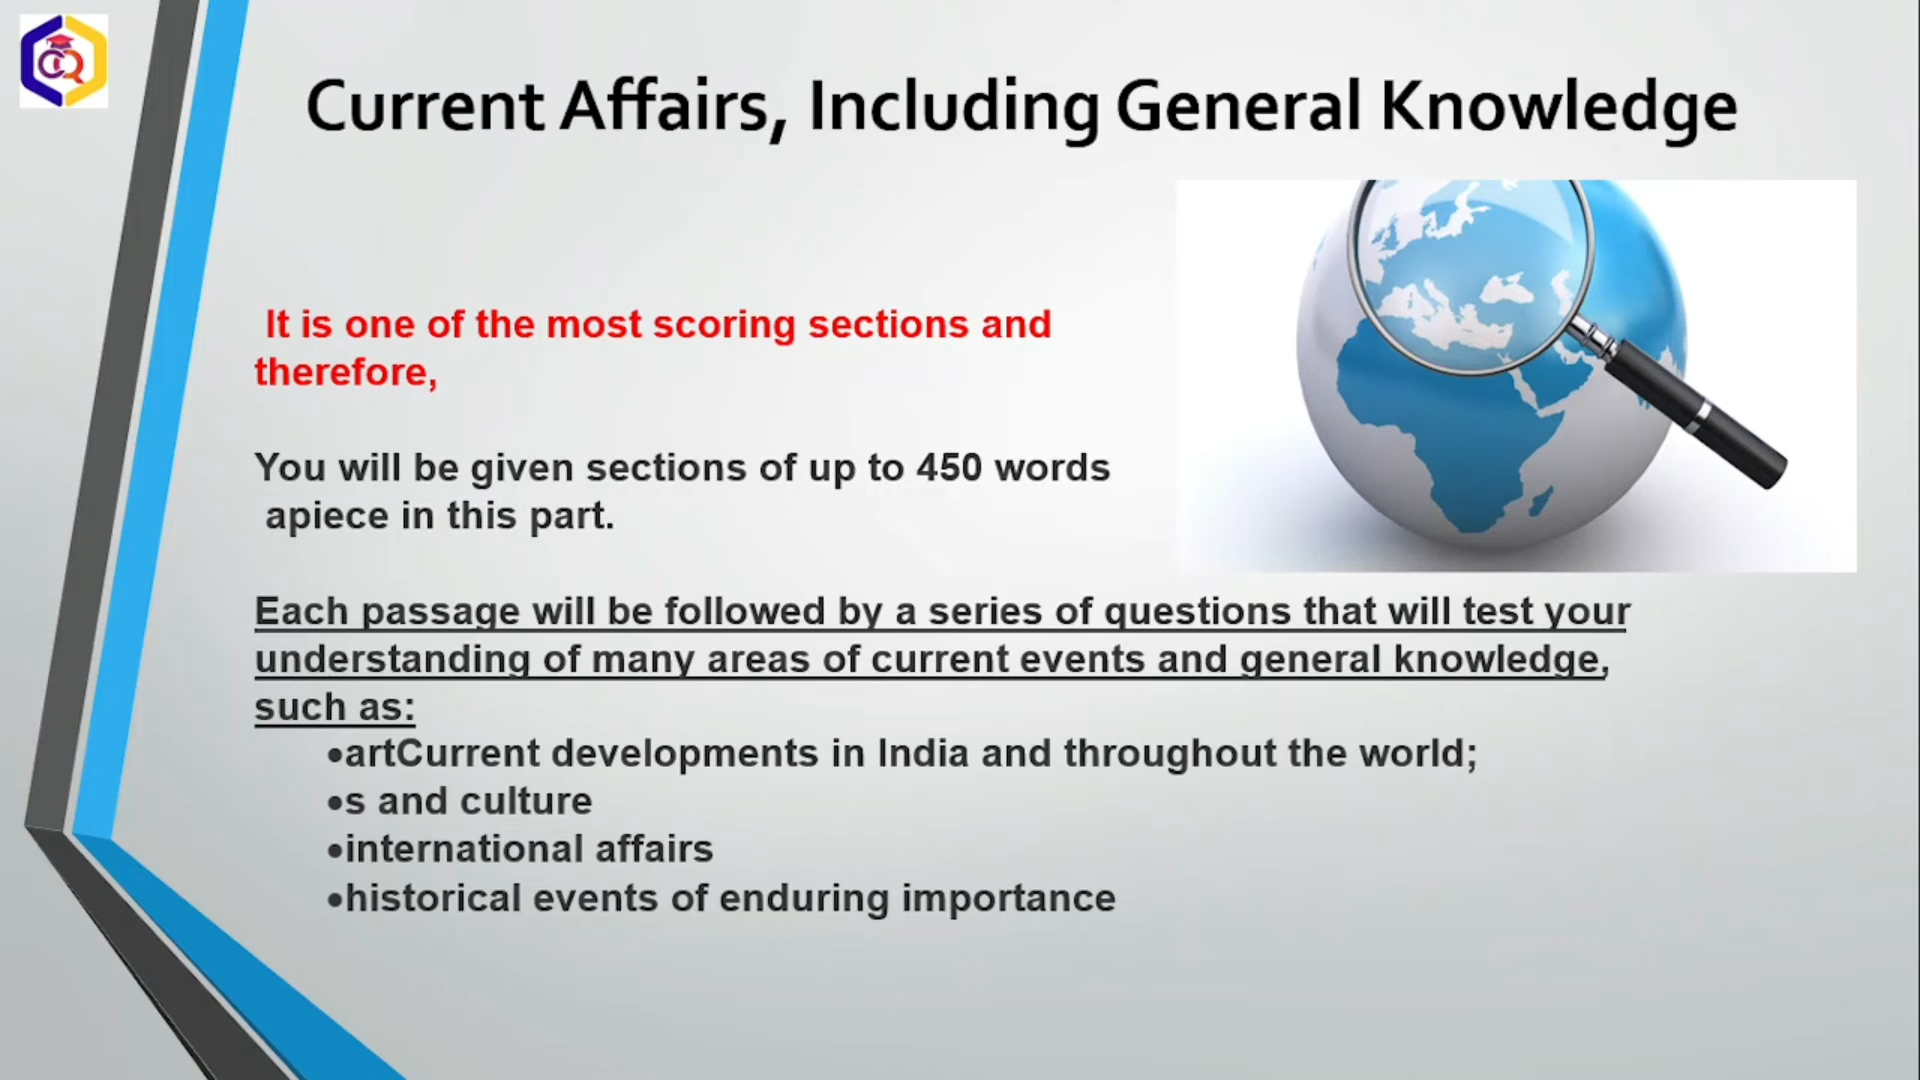 CQ
Current Affairs, Including General Knowledge
It is one of the most scoring sections and
therefore,
You will be given sections of up to 450 words
apiece in this part.
Each passage will be followed by a series of questions that will test your
understanding of many areas of current events and general knowledge,
such as:
•artCurrent developments in India and throughout the world;
•s and culture
•international affairs
•historical events of enduring importance